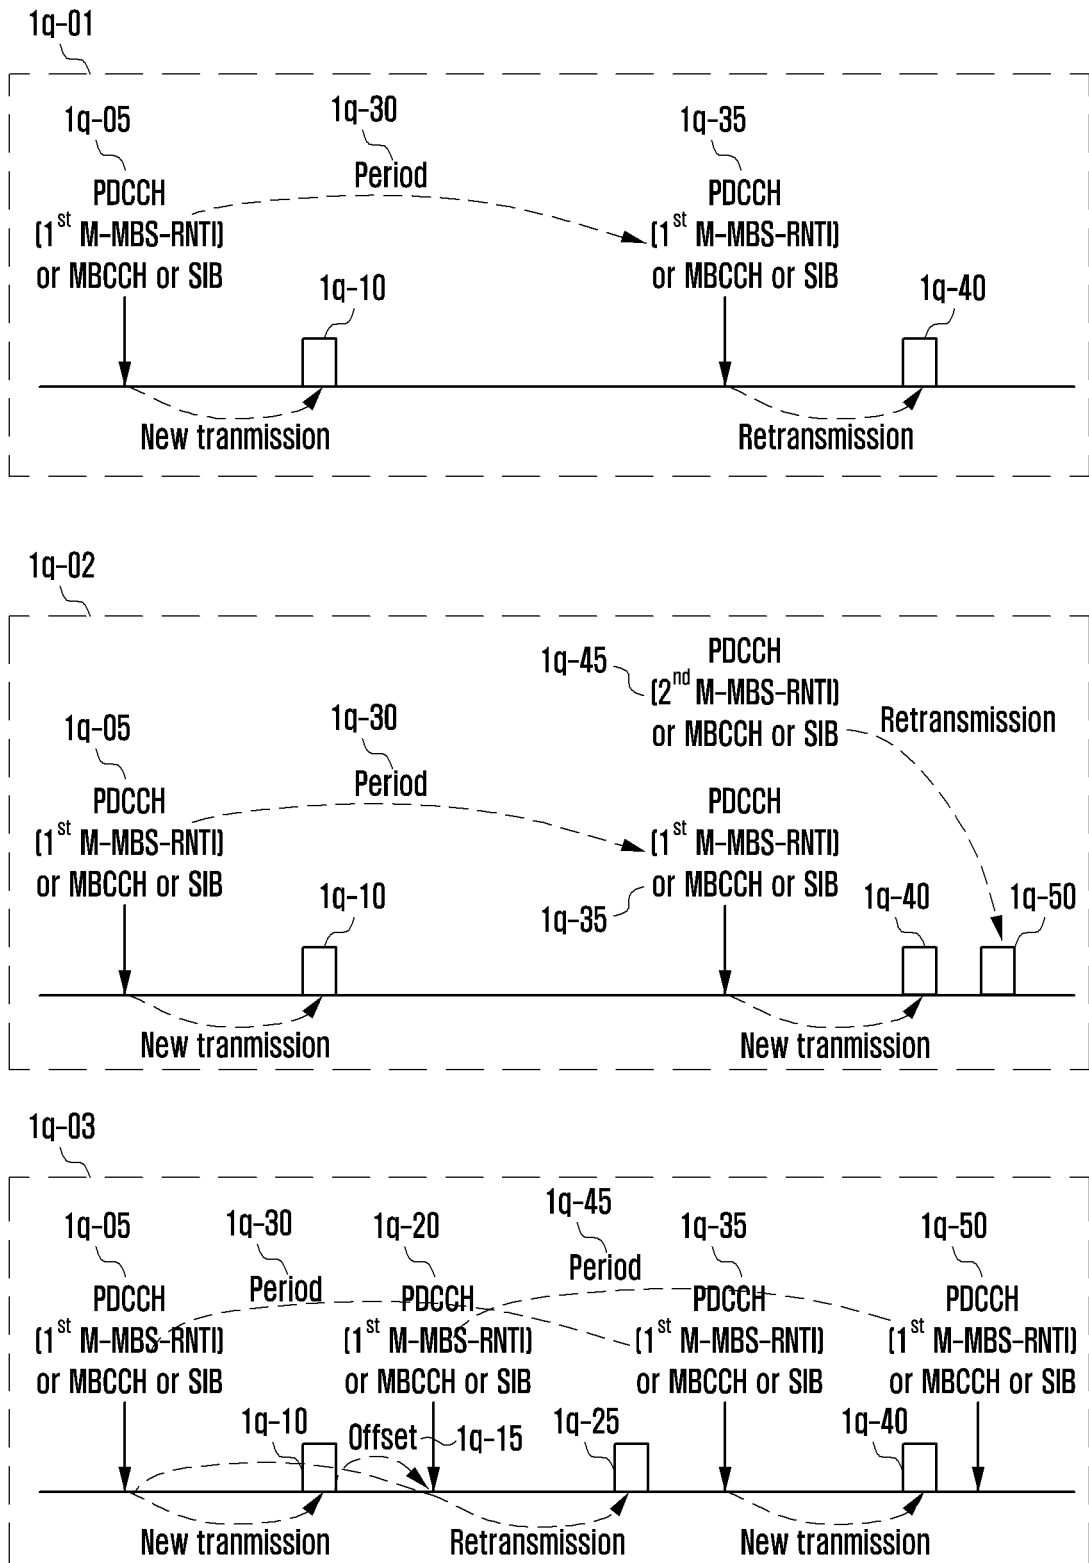 1q-01
1q-05
1q-30
1q-35
Period
PDCCH
(1st M-MBS-RNTI)
or MBCCH or SIB
PDCCH
(1st M-MBS-RNTI)
or MBCCH or SIB
1q-10
1q-40
New tranmission
Retransmission
1q-02
1q-45
PDCCH
(2nd M-MBS-RNTI)
or MBCCH or SIB
Retransmission
1q-05
1q-30
Period
PDCCH
(1st M-MBS-RNTI)
or MBCCH or SIB
PDCCH
(1st M-MBS-RNTI)
or MBCCH or SIB
1q-10
1q-35
1q-40
1q-50
New tranmission
New tranmission
1q-03
1q-05
1q-30
1q-20
1q-45
1q-35
1q-50
Period
Period
PDCCH
(1st M-MBS-RNTI)
or MBCCH or SIB
PDCCH
(1st M-MBS-RNTI)
or MBCCH or SIB
PDCCH
(1st M-MBS-RNTI)
or MBCCH or SIB
PDCCH
(1st M-MBS-RNTI)
or MBCCH or SIB
1q-10
Offset
1q-15
1q-25
1q-40
New tranmission
Retransmission
New tranmission